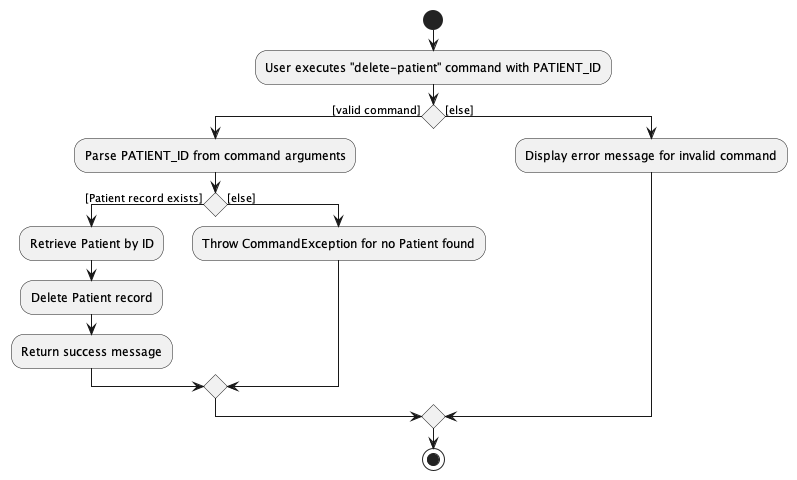 User executes "delete-patient" command with PATIENT_ID
[valid command]
[else]
Parse PATIENT_ID from command arguments
Display error message for invalid command
[Patient record exists]
[else]
Retrieve Patient by ID
Throw CommandException for no Patient found
Delete Patient record
Return success message